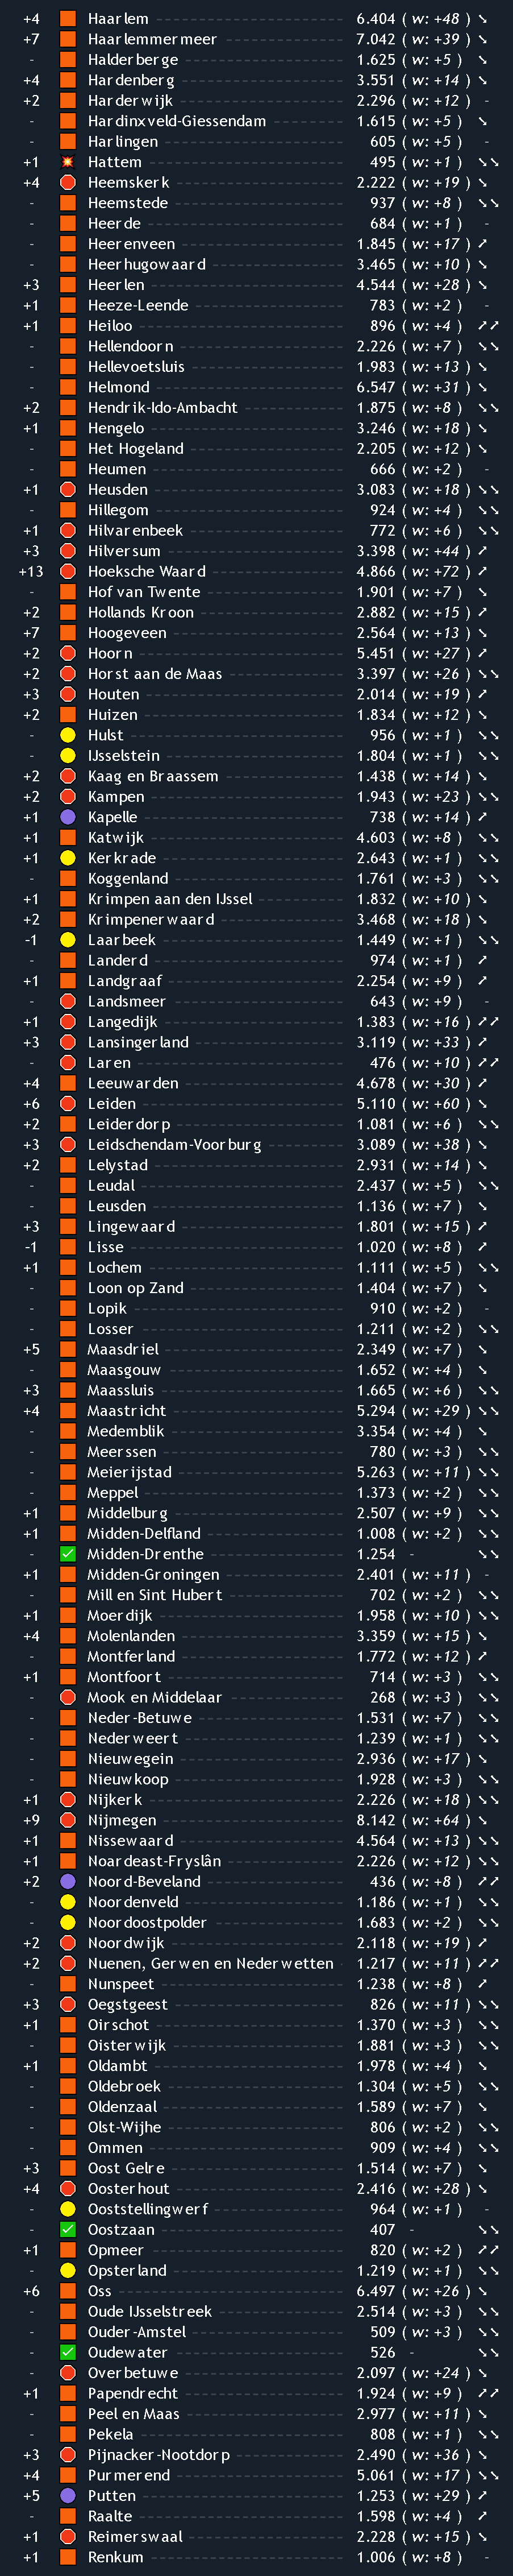 +4 Haarlem 6.404 ( w: +48 ) ↘
+7 Haarlemmermeer 7.042 ( w: +39 ) ↘
- Halderberge 1.625 ( w: +5 ) ↘
+4 Hardenberg 3.551 ( w: +14 ) ↘
+2 Harderwijk 2.296 ( w: +12 ) -
- Hardinxveld-Giessendam 1.615 ( w: +5 ) ↘
- Harlingen 605 ( w: +5 ) -
+1 Hattem 495 ( w: +1 ) ↘↘
+4 Heemskerk 2.222 ( w: +19 ) ↘
- Heemstede 937 ( w: +8 ) ↘↘
- Heerde 684 ( w: +1 ) -
- Heerenveen 1.845 ( w: +17 ) ↗
- Heerhugowaard 3.465 ( w: +10 ) ↘
+3 Heerlen 4.544 ( w: +28 ) ↘
+1 Heeze-Leende 783 ( w: +2 ) -
+1 Heiloo 896 ( w: +4 ) ↗↗
- Hellendoorn 2.226 ( w: +7 ) ↘↘
- Hellevoetsluis 1.983 ( w: +13 ) ↘
- Helmond 6.547 ( w: +31 ) ↘
+2 Hendrik-Ido-Ambacht 1.875 ( w: +8 ) ↘↘
+1 Hengelo 3.246 ( w: +18 ) ↘
- Het Hogeland 2.205 ( w: +12 ) ↘
- Heumen 666 ( w: +2 ) -
+1 Heusden 3.083 ( w: +18 ) ↘↘
- Hillegom 924 ( w: +4 ) ↘↘
+1 Hilvarenbeek 772 ( w: +6 ) ↘↘
+3 Hilversum 3.398 ( w: +44 ) ↗
+13 Hoeksche Waard 4.866 ( w: +72 ) ↗
- Hof van Twente 1.901 ( w: +7 ) ↘
+2 Hollands Kroon 2.882 ( w: +15 ) ↗
+7 Hoogeveen 2.564 ( w: +13 ) ↘
+2 Hoorn 5.451 ( w: +27 ) ↗
+2 Horst aan de Maas 3.397 ( w: +26 ) ↘↘
+3 Houten 2.014 ( w: +19 ) ↗
+2 Huizen 1.834 ( w: +12 ) ↘
- Hulst 956 ( w: +1 ) ↘↘
- IJsselstein 1.804 ( w: +1 ) ↘↘
+2 Kaag en Braassem 1.438 ( w: +14 ) ↘
+2 Kampen 1.943 ( w: +23 ) ↘↘
+1 Kapelle 738 ( w: +14 ) ↗
+1 Katwijk 4.603 ( w: +8 ) ↘↘
+1 Kerkrade 2.643 ( w: +1 ) ↘↘
- Koggenland 1.761 ( w: +3 ) ↘↘
+1 Krimpen aan den IJssel 1.832 ( w: +10 ) ↘
+2 Krimpenerwaard 3.468 ( w: +18 ) ↘
-1 Laarbeek 1.449 ( w: +1 ) ↘↘
- Landerd 974 ( w: +1 ) ↗
+1 Landgraaf 2.254 ( w: +9 ) ↗
- Landsmeer 643 ( w: +9 ) -
+1 Langedijk 1.383 ( w: +16 ) ↗↗
+3 Lansingerland 3.119 ( w: +33 ) ↗
- Laren 476 ( w: +10 ) ↗↗
+4 Leeuwarden 4.678 ( w: +30 ) ↗
+6 Leiden 5.110 ( w: +60 ) ↘
+2 Leiderdorp 1.081 ( w: +6 ) ↘↘
+3 Leidschendam-Voorburg 3.089 ( w: +38 ) ↘
+2 Lelystad 2.931 ( w: +14 ) ↘
- Leudal 2.437 ( w: +5 ) ↘↘
- Leusden 1.136 ( w: +7 ) ↘
+3 Lingewaard 1.801 ( w: +15 ) ↗
-1 Lisse 1.020 ( w: +8 ) ↗
+1 Lochem 1.111 ( w: +5 ) ↘↘
- Loon op Zand 1.404 ( w: +7 ) ↘
- Lopik 910 ( w: +2 ) -
- Losser 1.211 ( w: +2 ) ↘↘
+5 Maasdriel 2.349 ( w: +7 ) ↘
- Maasgouw 1.652 ( w: +4 ) ↘
+3 Maassluis 1.665 ( w: +6 ) ↘↘
+4 Maastricht 5.294 ( w: +29 ) ↘↘
- Medemblik 3.354 ( w: +4 ) ↘
- Meerssen 780 ( w: +3 ) ↘↘
- Meierijstad 5.263 ( w: +11 ) ↘↘
- Meppel 1.373 ( w: +2 ) ↘↘
+1 Middelburg 2.507 ( w: +9 ) ↘↘
+1 Midden-Delfland 1.008 ( w: +2 ) ↘↘
- Midden-Drenthe 1.254 - ↘↘
+1 Midden-Groningen 2.401 ( w: +11 ) -
- Mill en Sint Hubert 702 ( w: +2 ) ↘↘
+1 Moerdijk 1.958 ( w: +10 ) ↘↘
+4 Molenlanden 3.359 ( w: +15 ) ↘
- Montferland 1.772 ( w: +12 ) ↗
+1 Montfoort 714 ( w: +3 ) ↘↘
- Mook en Middelaar 268 ( w: +3 ) ↘↘
- Neder-Betuwe 1.531 ( w: +7 ) ↘↘
- Nederweert 1.239 ( w: +1 ) ↘↘
- Nieuwegein 2.936 ( w: +17 ) ↘
- Nieuwkoop 1.928 ( w: +3 ) ↘↘
+1 Nijkerk 2.226 ( w: +18 ) ↘↘
+9 Nijmegen 8.142 ( w: +64 ) ↘
+1 Nissewaard 4.564 ( w: +13 ) ↘↘
+1 Noardeast-Fryslân 2.226 ( w: +12 ) ↘↘
+2 Noord-Beveland 436 ( w: +8 ) ↗↗
- Noordenveld 1.186 ( w: +1 ) ↘↘
- Noordoostpolder 1.683 ( w: +2 ) ↘↘
+2 Noordwijk 2.118 ( w: +19 ) ↗
+2 Nuenen, Gerwen en Nederwetten 1.217 ( w: +11 ) ↗↗
- Nunspeet 1.238 ( w: +8 ) ↗
+3 Oegstgeest 826 ( w: +11 ) ↘↘
+1 Oirschot 1.370 ( w: +3 ) ↘↘
- Oisterwijk 1.881 ( w: +3 ) ↘↘
+1 Oldambt 1.978 ( w: +4 ) ↘
- Oldebroek 1.304 ( w: +5 ) ↘↘
- Oldenzaal 1.589 ( w: +7 ) ↘
- Olst-Wijhe 806 ( w: +2 ) ↘↘
- Ommen 909 ( w: +4 ) ↘↘
+3 Oost Gelre 1.514 ( w: +7 ) ↘
+4 Oosterhout 2.416 ( w: +28 ) ↘
- Ooststellingwerf 964 ( w: +1 ) -
- Oostzaan 407 - ↘↘
+1 Opmeer 820 ( w: +2 ) ↗↗
- Opsterland 1.219 ( w: +1 ) ↘↘
+6 Oss 6.497 ( w: +26 ) ↘
- Oude IJsselstreek 2.514 ( w: +3 ) ↘↘
- Ouder-Amstel 509 ( w: +3 ) ↘↘
- Oudewater 526 - ↘↘
- Overbetuwe 2.097 ( w: +24 ) ↘
+1 Papendrecht 1.924 ( w: +9 ) ↗↗
- Peel en Maas 2.977 ( w: +11 ) ↘
- Pekela 808 ( w: +1 ) ↘↘
+3 Pijnacker-Nootdorp 2.490 ( w: +36 ) ↘
+4 Purmerend 5.061 ( w: +17 ) ↘↘
+5 Putten 1.253 ( w: +29 ) ↗
- Raalte 1.598 ( w: +4 ) ↗
+1 Reimerswaal 2.228 ( w: +15 ) ↘
+1 Renkum 1.006 ( w: +8 ) -